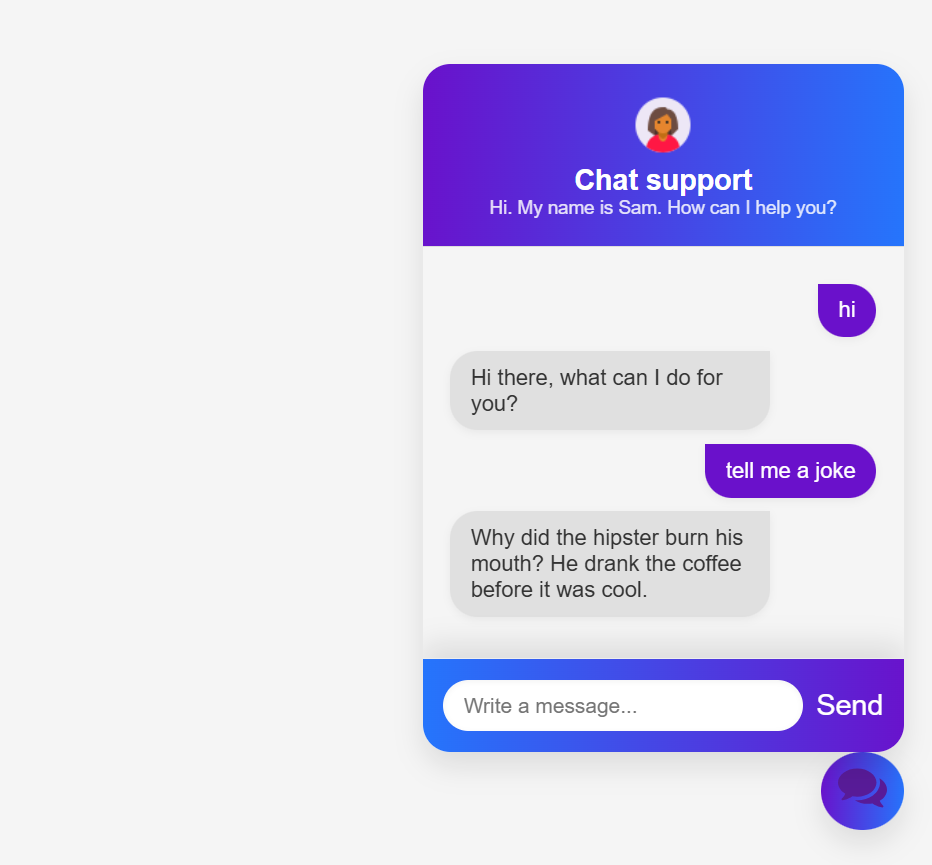 Chat support
Hi. My name is Sam. How can I help you?
hi
Hi there, what can I do for
you?
tell me a joke
Why did the hipster burn his
mouth? He drank the coffee
before it was cool.
Write a message...
Send